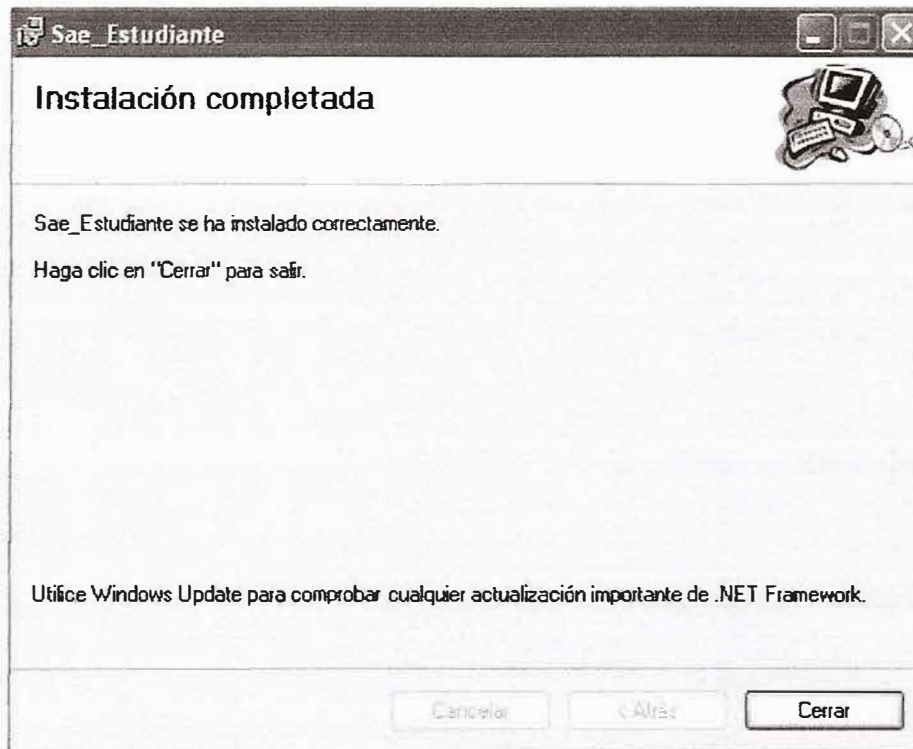 Sae_Estudiante
Instalación completada
Sae_Estudiante se ha instalado correctamente.
Haga clic en "Cerrar" para salir.
Utilice Windows Update para comprobar cualquier actualización importante de .NET Framework.
Cancelar
< Atrás
Cerrar